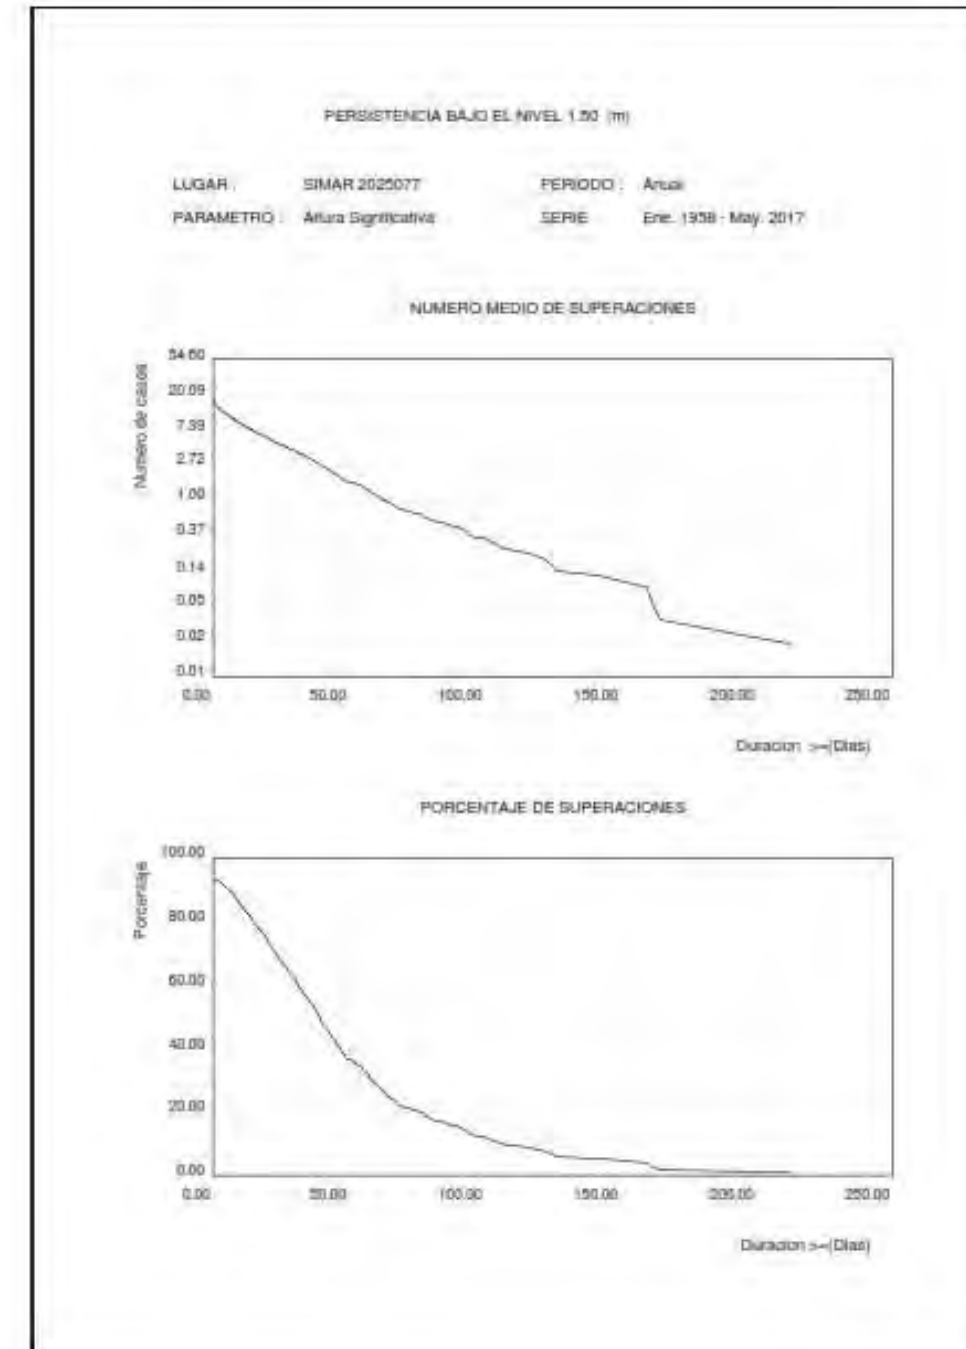 PERSISTENCIA BAJO EL NIVEL 1.50 (m)
LUGAR : SIMAR 2025077 PERIODO : Anual
PARAMETRO : Altura Significativa SERIE Ene. 1958 - May. 2017
NUMERO MEDIO DE SUPERACIONES
Numero de casos
54.60
20.09
7.39
2.72
1.00
0.37
0.14
0.05
0.02
0.01
0.00 50.00 100.00 150.00 200.00 250.00
Duracion >=(Dias)
PORCENTAJE DE SUPERACIONES
Porcentaje
100.00
80.00
60.00
40.00
20.00
0.00
0.00 50.00 100.00 150.00 200.00 250.00
Duracion >=(Dias)